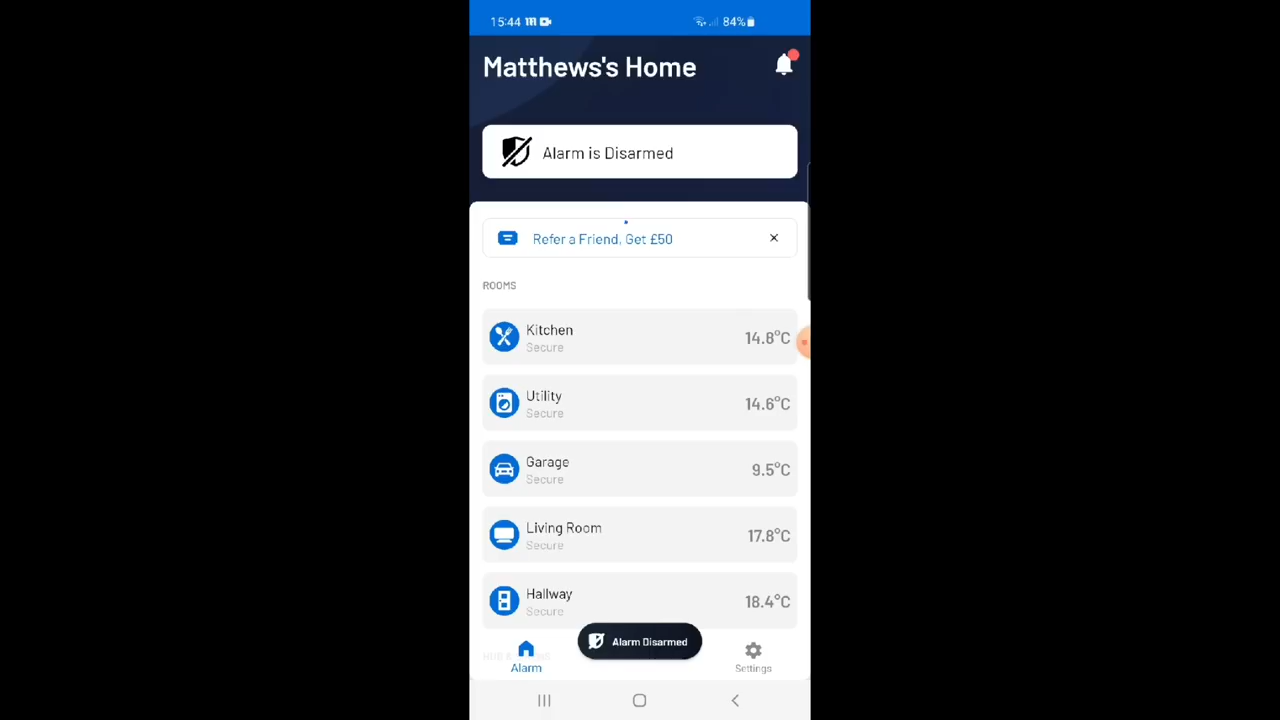 15:44
84%
Matthews's Home
Alarm is Disarmed
Refer a Friend, Get £50
ROOMS
Kitchen
Secure
14.8°C
Utility
Secure
14.6°C
Garage
Secure
9.5°C
Living Room
Secure
17.8°C
Hallway
Secure
18.4°C
Alarm Disarmed
Alarm
Settings